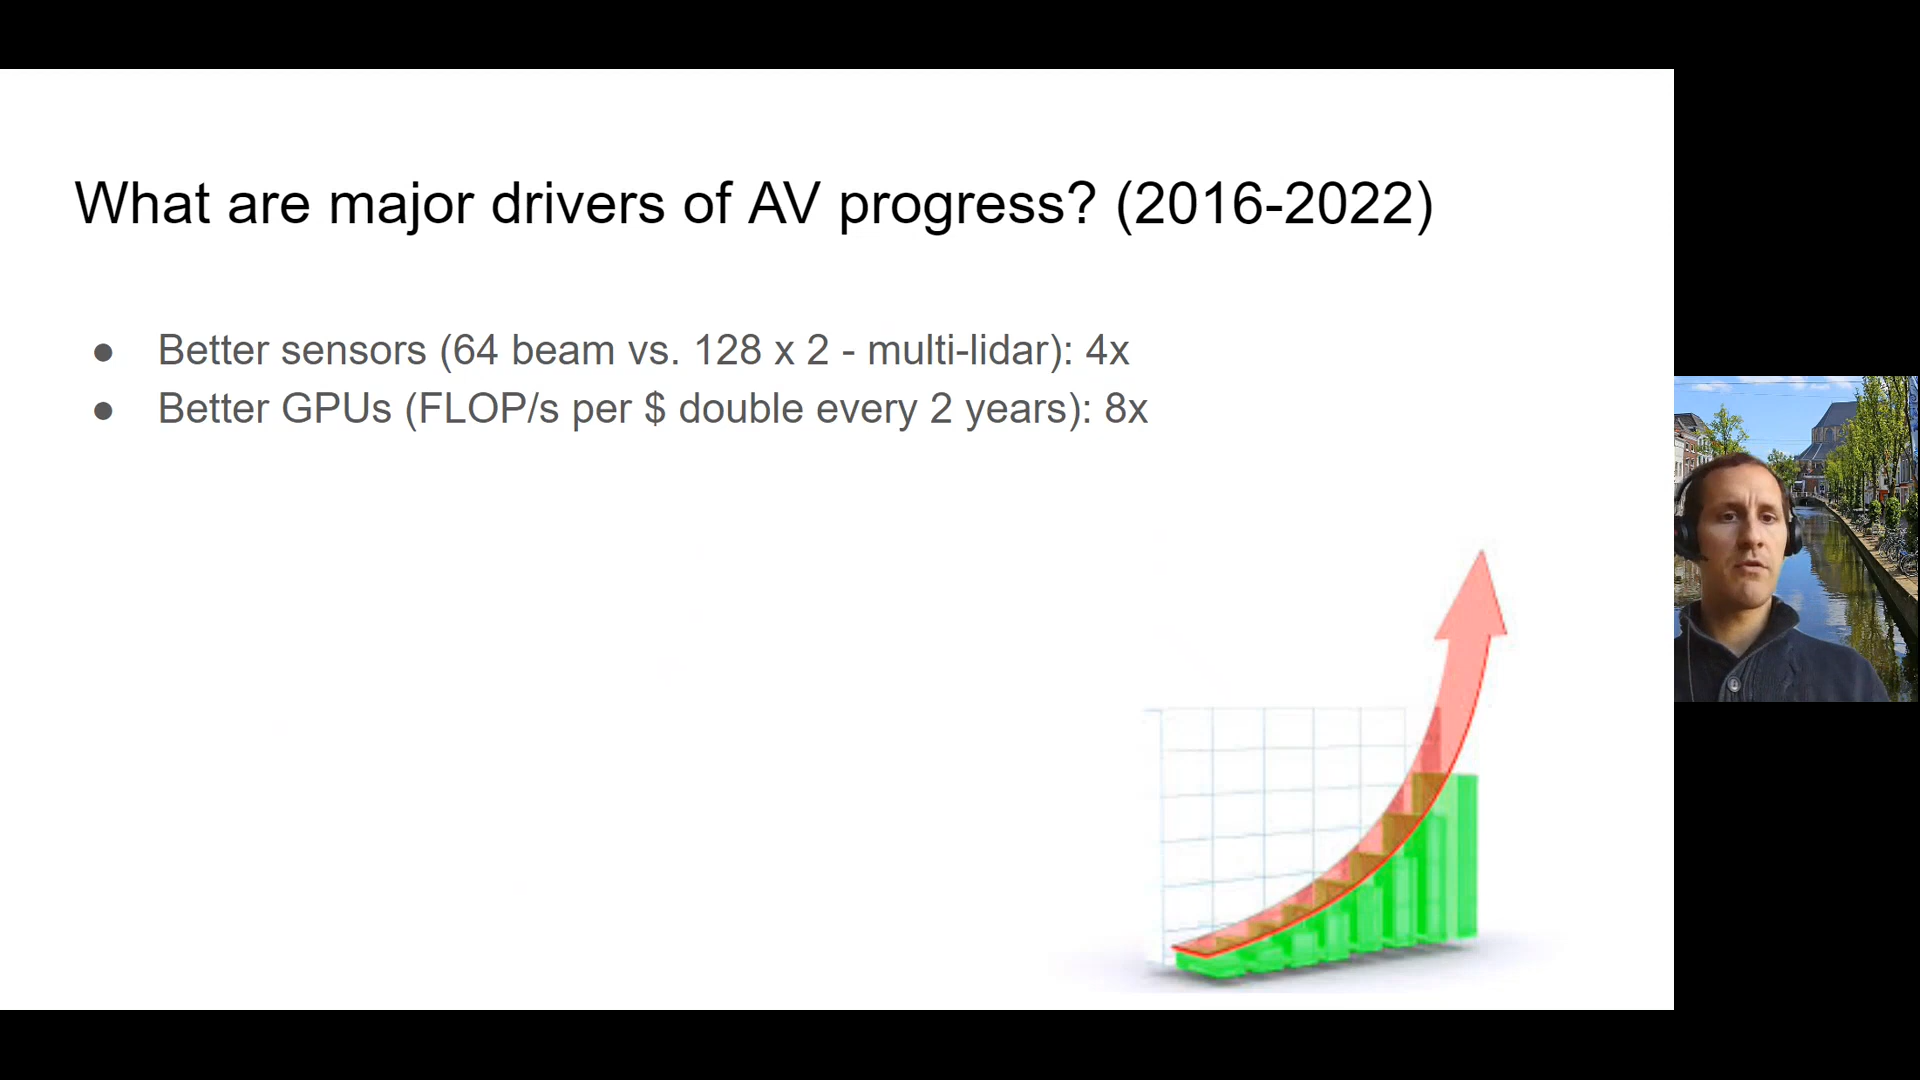 What are major drivers of AV progress? (2016-2022)
● Better sensors (64 beam vs. 128 x 2 - multi-lidar): 4x
● Better GPUs (FLOP/s per $ double every 2 years): 8x